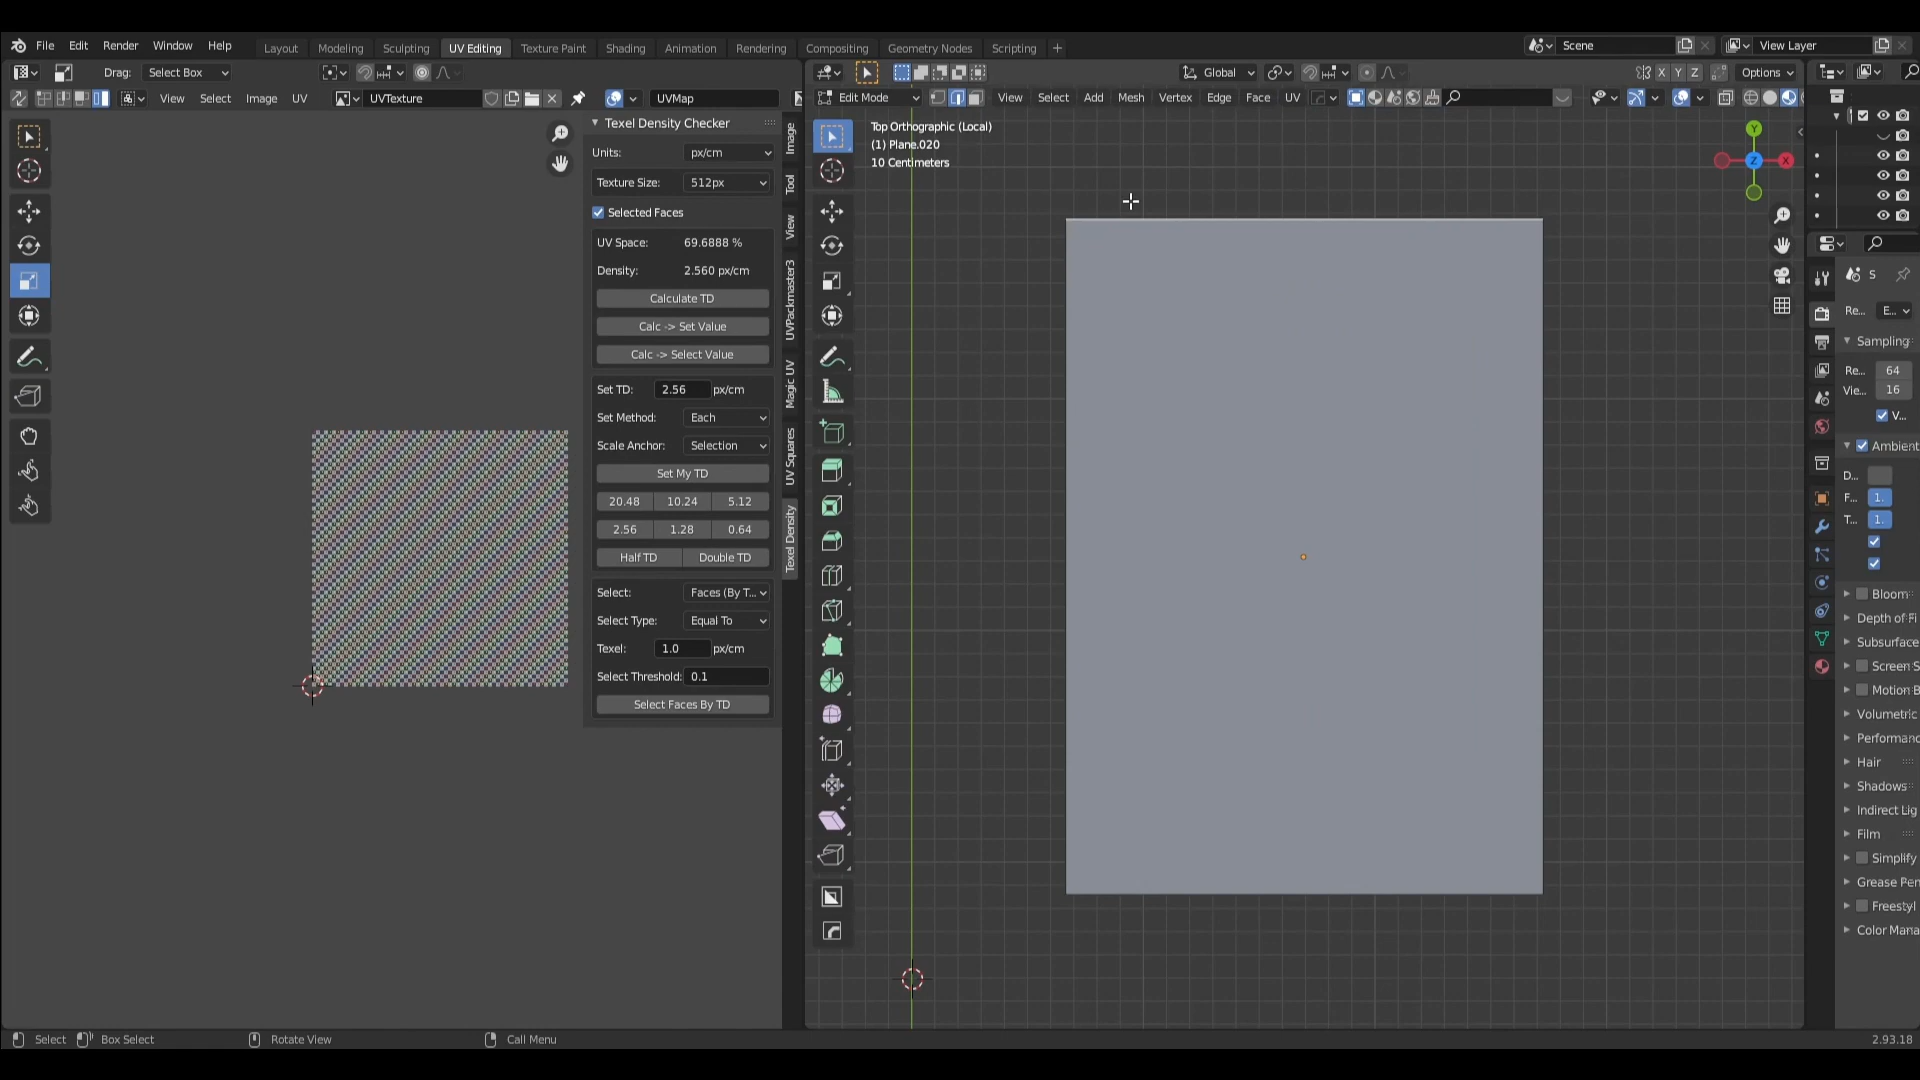 File Edit Render Window Help Layout Modeling Sculpting UV Editing Texture Paint Shading Animation Rendering Compositing Geometry Nodes Scripting + Scene View Layer
Drag: Select Box Global X Y Z Options
View Select Image UV UVTexture UVMap Edit Mode View Select Add Mesh Vertex Edge Face UV
Texel Density Checker
Units: px/cm
Texture Size: 512px
Selected Faces
UV Space: 69.6888 %
Density: 2.560 px/cm
Calculate TD
Calc -> Set Value
Calc -> Select Value
Set TD: 2.56 px/cm
Set Method: Each
Scale Anchor: Selection
Set My TD
20.48 10.24 5.12
2.56 1.28 0.64
Half TD Double TD
Select: Faces (By T...
Select Type: Equal To
Texel: 1.0 px/cm
Select Threshold: 0.1
Select Faces By TD
Image
Tool
View
UVPackmaster3
Magic UV
UV Squares
Texel Density
Top Orthographic (Local)
(1) Plane.020
10 Centimeters
Y
Z X
S
Re... E...
Sampling
Re... 64
Vie... 16
V...
Ambient
D...
F... 1.
T... 1.
Bloom
Depth of Fi
Subsurface
Screen S
Motion B
Volumetric
Performanc
Hair
Shadows
Indirect Lig
Film
Simplify
Grease Pen
Freestyl
Color Mana
Select Box Select Rotate View Call Menu 2.93.18